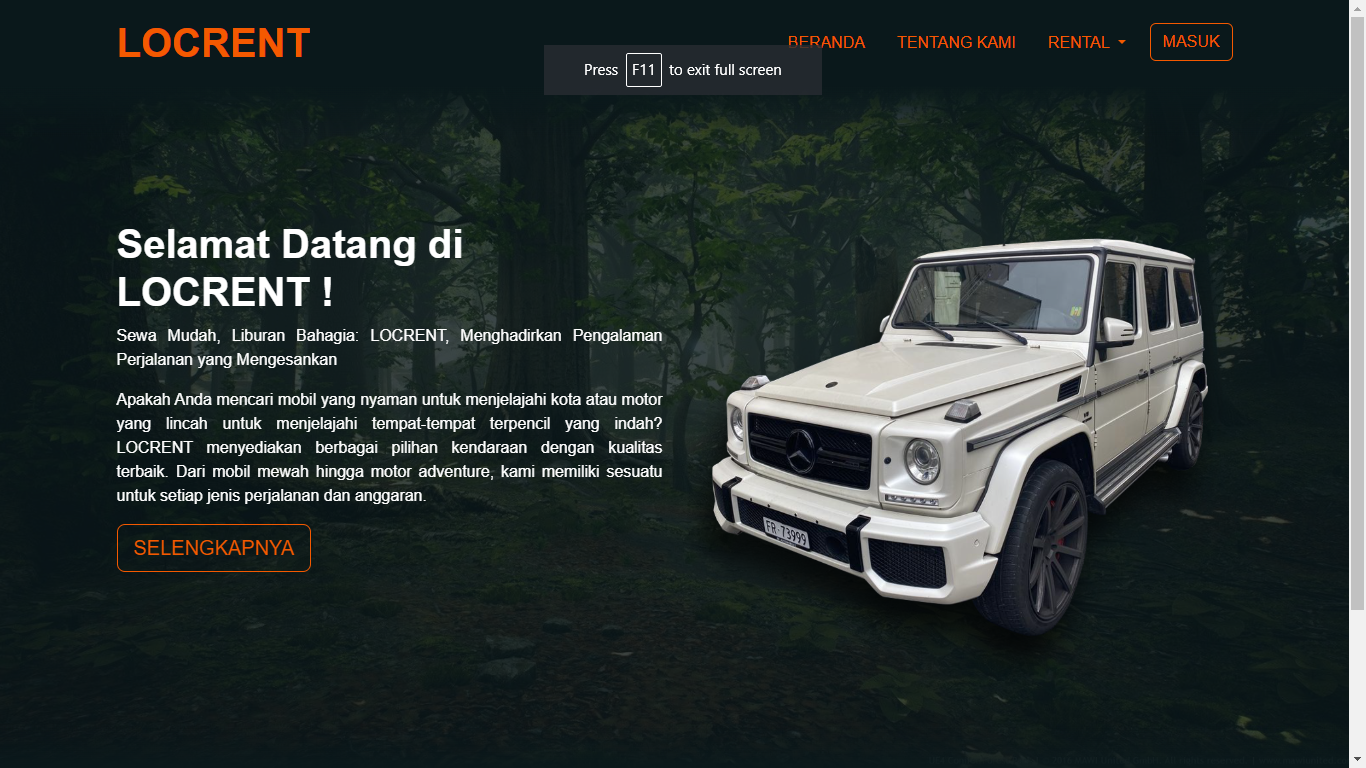 LOCRENT
BERANDA TENTANG KAMI RENTAL MASUK
Press F11 to exit full screen
Selamat Datang di
LOCRENT !
Sewa Mudah, Liburan Bahagia: LOCRENT, Menghadirkan Pengalaman
Perjalanan yang Mengesankan
Apakah Anda mencari mobil yang nyaman untuk menjelajahi kota atau motor
yang lincah untuk menjelajahi tempat-tempat terpencil yang indah?
LOCRENT menyediakan berbagai pilihan kendaraan dengan kualitas
terbaik. Dari mobil mewah hingga motor adventure, kami memiliki sesuatu
untuk setiap jenis perjalanan dan anggaran.
SELENGKAPNYA
FR·73999